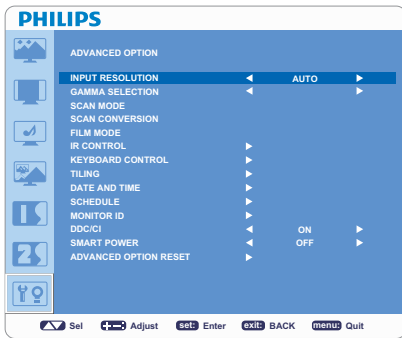 PHILIPS
ADVANCED OPTION
INPUT RESOLUTION AUTO
GAMMA SELECTION
SCAN MODE
SCAN CONVERSION
FILM MODE
IR CONTROL
KEYBOARD CONTROL
TILING
DATE AND TIME
SCHEDULE
MONITOR ID
DDC/CI ON
SMART POWER OFF
ADVANCED OPTION RESET
1
2
Sel Adjust set: Enter exit: BACK menu: Quit